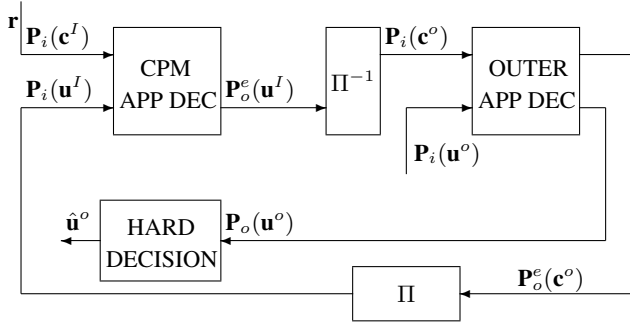 r
P_i(c^I)
P_i(u^I)
CPM
APP DEC
P_o^e(u^I)
Π^{-1}
P_i(c^o)
OUTER
APP DEC
P_i(u^o)
û^o
HARD
DECISION
P_o(u^o)
Π
P_o^e(c^o)